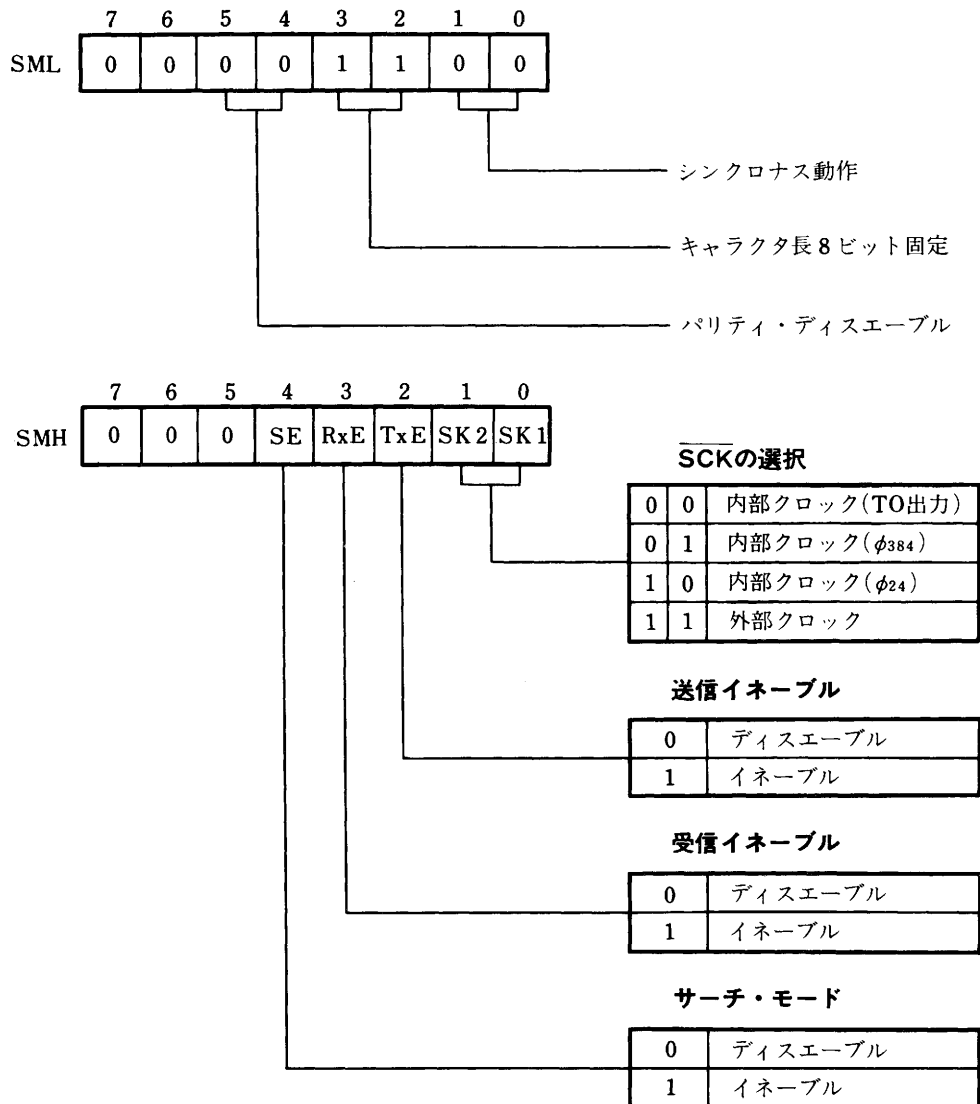 7 6 5 4 3 2 1 0
SML 0 0 0 0 1 1 0 0
シンクロナス動作
キャラクタ長8ビット固定
パリティ・ディスエーブル
7 6 5 4 3 2 1 0
SMH 0 0 0 SE RxE TxE SK2 SK1
SCKの選択
0 0 内部クロック(TO出力)
0 1 内部クロック(φ384)
1 0 内部クロック(φ24)
1 1 外部クロック
送信イネーブル
0 ディスエーブル
1 イネーブル
受信イネーブル
0 ディスエーブル
1 イネーブル
サーチ・モード
0 ディスエーブル
1 イネーブル